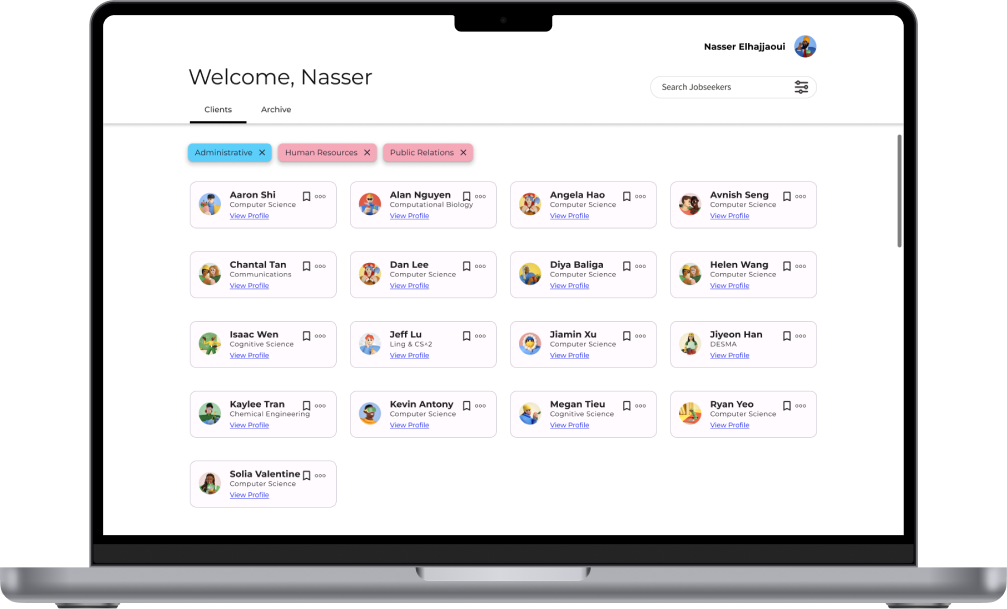 Nasser Elhajjaoui
Welcome, Nasser
Search Jobseekers
Clients Archive
Administrative Human Resources Public Relations
Aaron Shi
Computer Science
View Profile
Alan Nguyen
Computational Biology
View Profile
Angela Hao
Computer Science
View Profile
Avnish Seng
Computer Science
View Profile
Chantal Tan
Communications
View Profile
Dan Lee
Computer Science
View Profile
Diya Baliga
Computer Science
View Profile
Helen Wang
Computer Science
View Profile
Isaac Wen
Cognitive Science
View Profile
Jeff Lu
Ling & CS+2
View Profile
Jiamin Xu
Computer Science
View Profile
Jiyeon Han
DESMA
View Profile
Kaylee Tran
Chemical Engineering
View Profile
Kevin Antony
Computer Science
View Profile
Megan Tieu
Cognitive Science
View Profile
Ryan Yeo
Computer Science
View Profile
Solia Valentine
Computer Science
View Profile